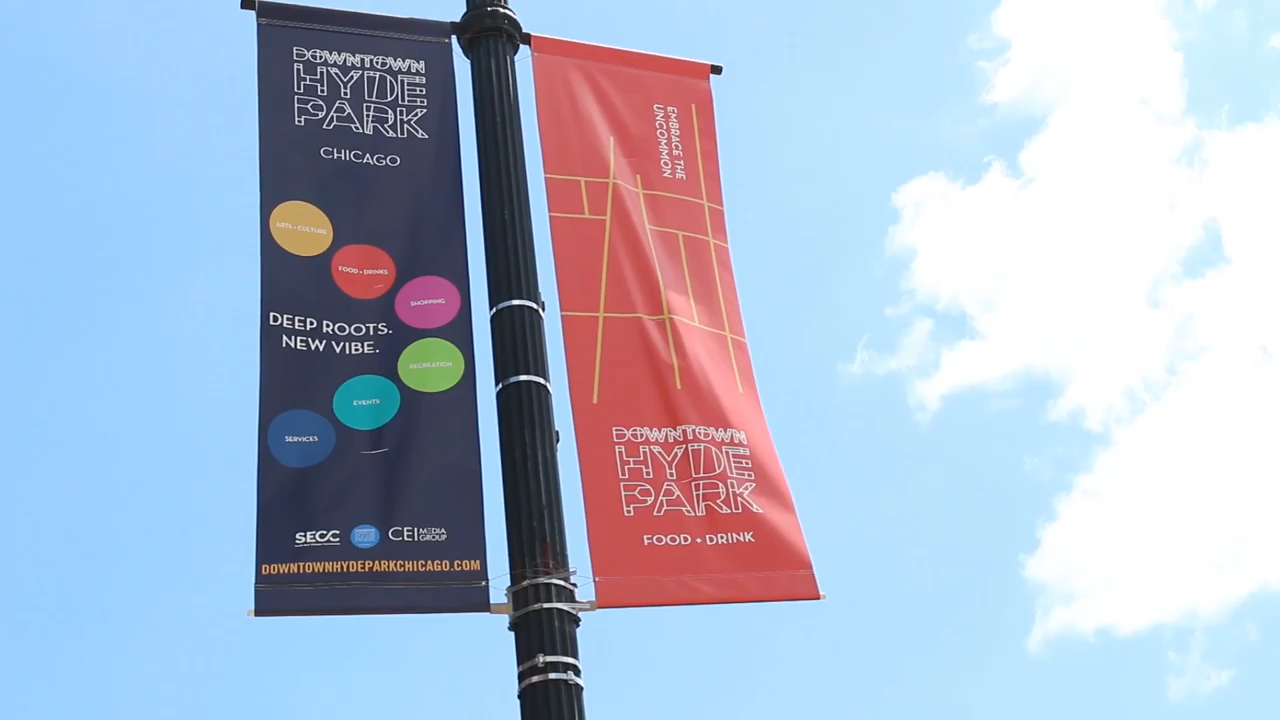 DOWNTOWN
HYDE
PARK
CHICAGO
ARTS + CULTURE
FOOD + DRINKS
SHOPPING
DEEP ROOTS.
NEW VIBE.
RECREATION
EVENTS
SERVICES
SECC
CEI MEDIA
GROUP
DOWNTOWNHYDEPARKCHICAGO.COM
EMBRACE THE
UNCOMMON
DOWNTOWN
HYDE
PARK
FOOD + DRINK